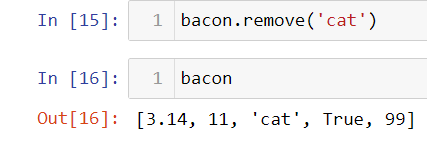 In [15]: 1 bacon.remove('cat')
In [16]: 1 bacon
Out[16]: [3.14, 11, 'cat', True, 99]